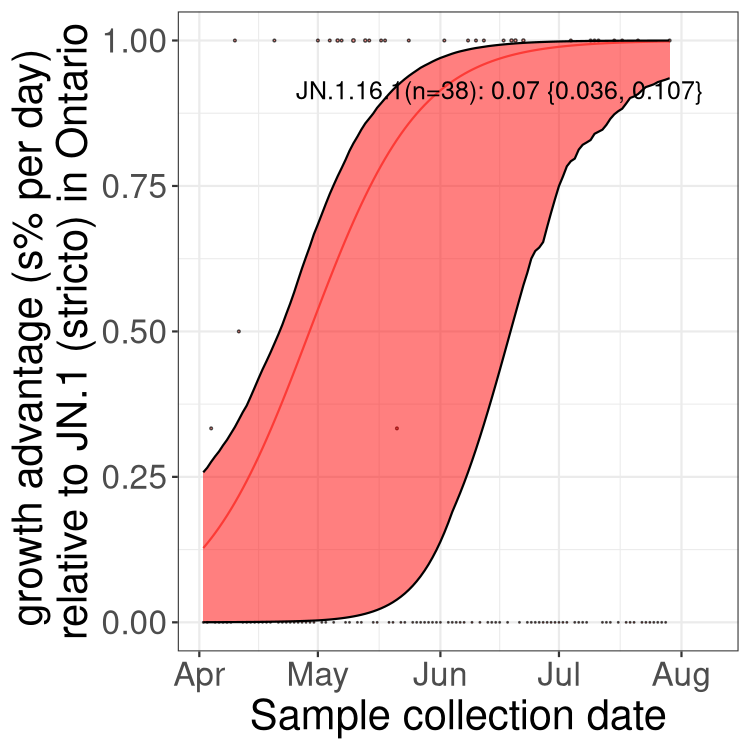 growth advantage (s% per day)
relative to JN.1 (stricto) in Ontario
1.00
0.75
0.50
0.25
0.00
JN.1.16.1(n=38): 0.07 {0.036, 0.107}
Apr May Jun Jul Aug
Sample collection date